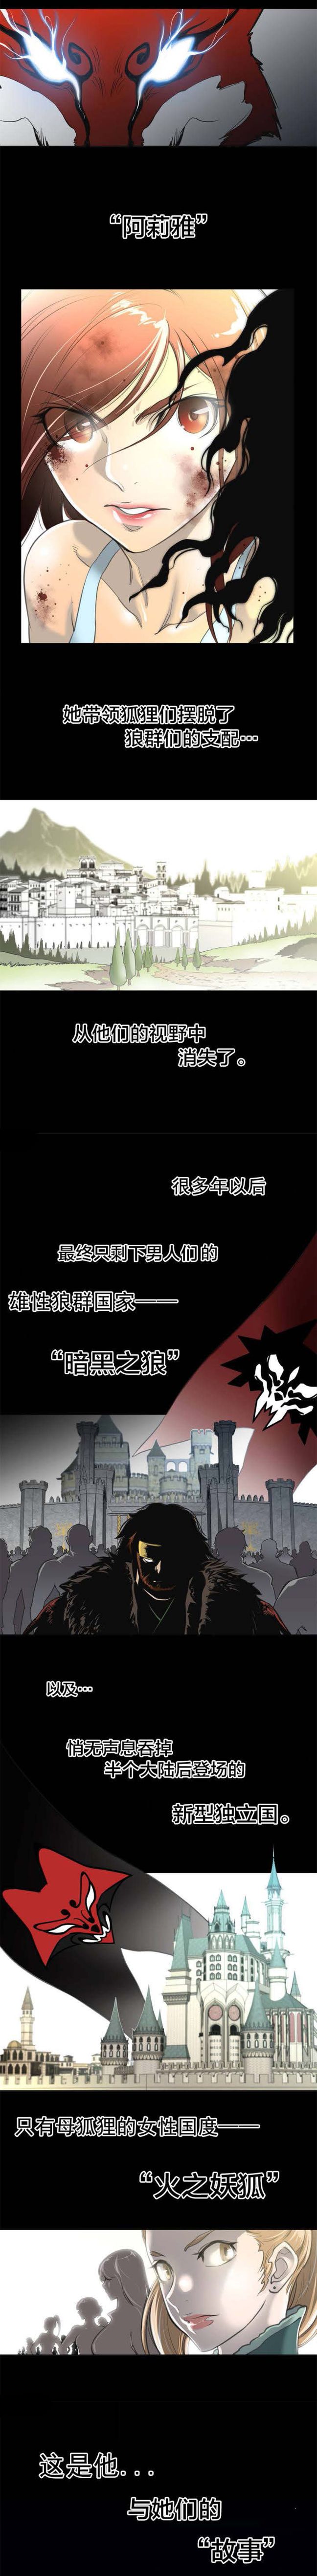 “阿莉雅”
她带领狐狸们摆脱了
狼群们的支配…
从他们的视野中
消失了。
很多年以后
最终只剩下男人们的
雄性狼群国家——
“暗黑之狼”
以及…
悄无声息吞掉
半个大陆后登场的
新型独立国。
只有母狐狸的女性国度——
“火之妖狐”
这是他...
与她们的
“故事”